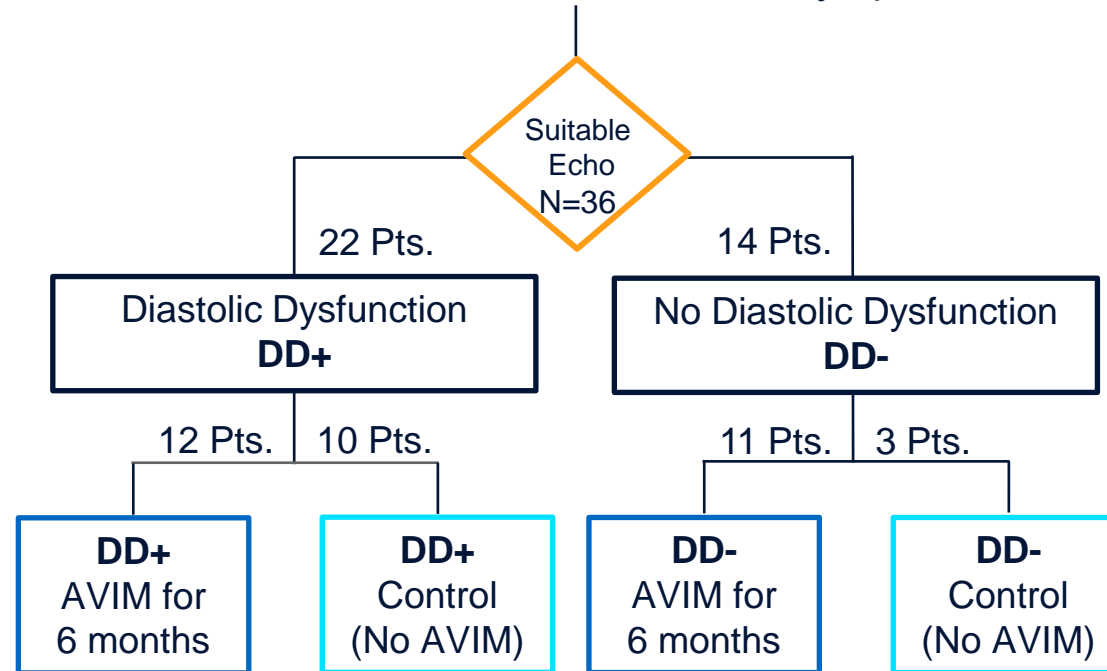 Suitable
Echo
N=36
22 Pts.
14 Pts.
Diastolic Dysfunction
DD+
No Diastolic Dysfunction
DD-
12 Pts.
10 Pts.
11 Pts.
3 Pts.
DD+
AVIM for
6 months
DD+
Control
(No AVIM)
DD-
AVIM for
6 months
DD-
Control
(No AVIM)